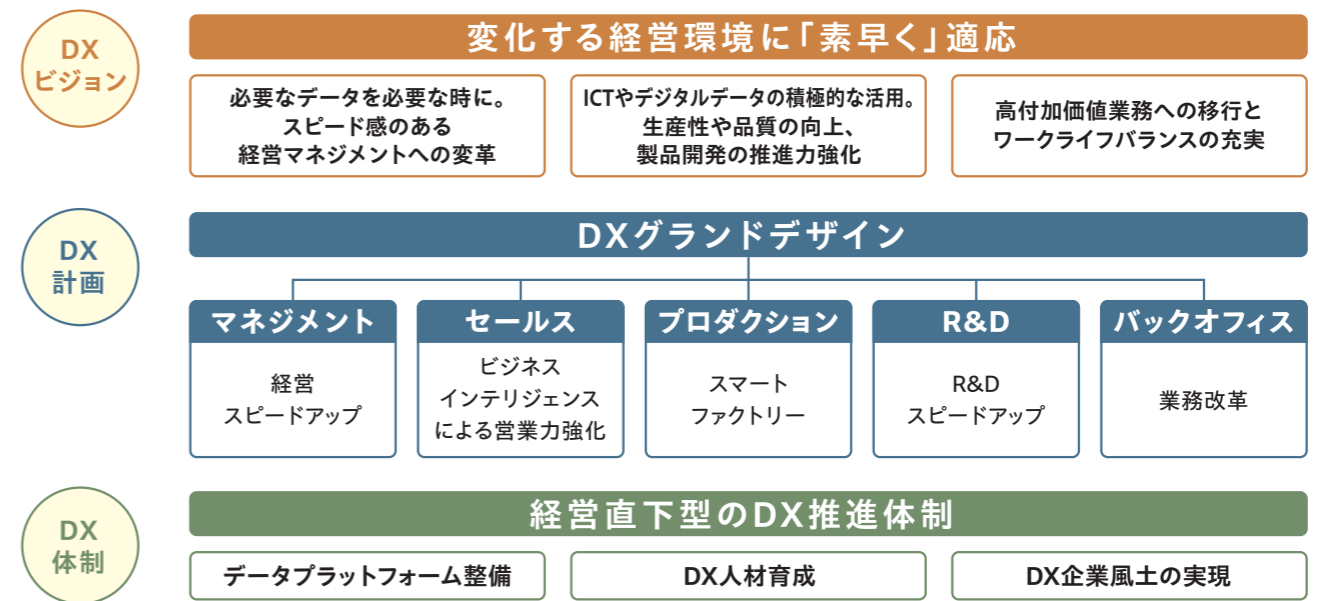 DX
ビジョン
変化する経営環境に「素早く」適応
必要なデータを必要な時に。
スピード感のある
経営マネジメントへの変革
ICTやデジタルデータの積極的な活用。
生産性や品質の向上、
製品開発の推進力強化
高付加価値業務への移行と
ワークライフバランスの充実
DX
計画
DXグランドデザイン
マネジメント
経営
スピードアップ
セールス
ビジネス
インテリジェンス
による営業力強化
プロダクション
スマート
ファクトリー
R&D
R&D
スピードアップ
バックオフィス
業務改革
DX
体制
経営直下型のDX推進体制
データプラットフォーム整備
DX人材育成
DX企業風土の実現